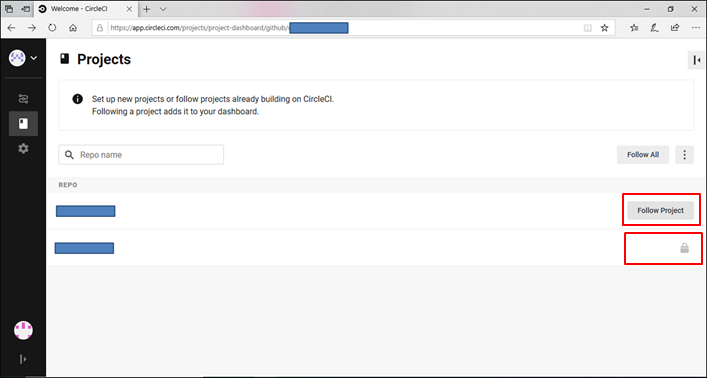 Welcome - CircleCI
https://app.circleci.com/projects/project-dashboard/github/
Projects
Set up new projects or follow projects already building on CircleCI.
Following a project adds it to your dashboard.
Repo name
Follow All
REPO
Follow Project